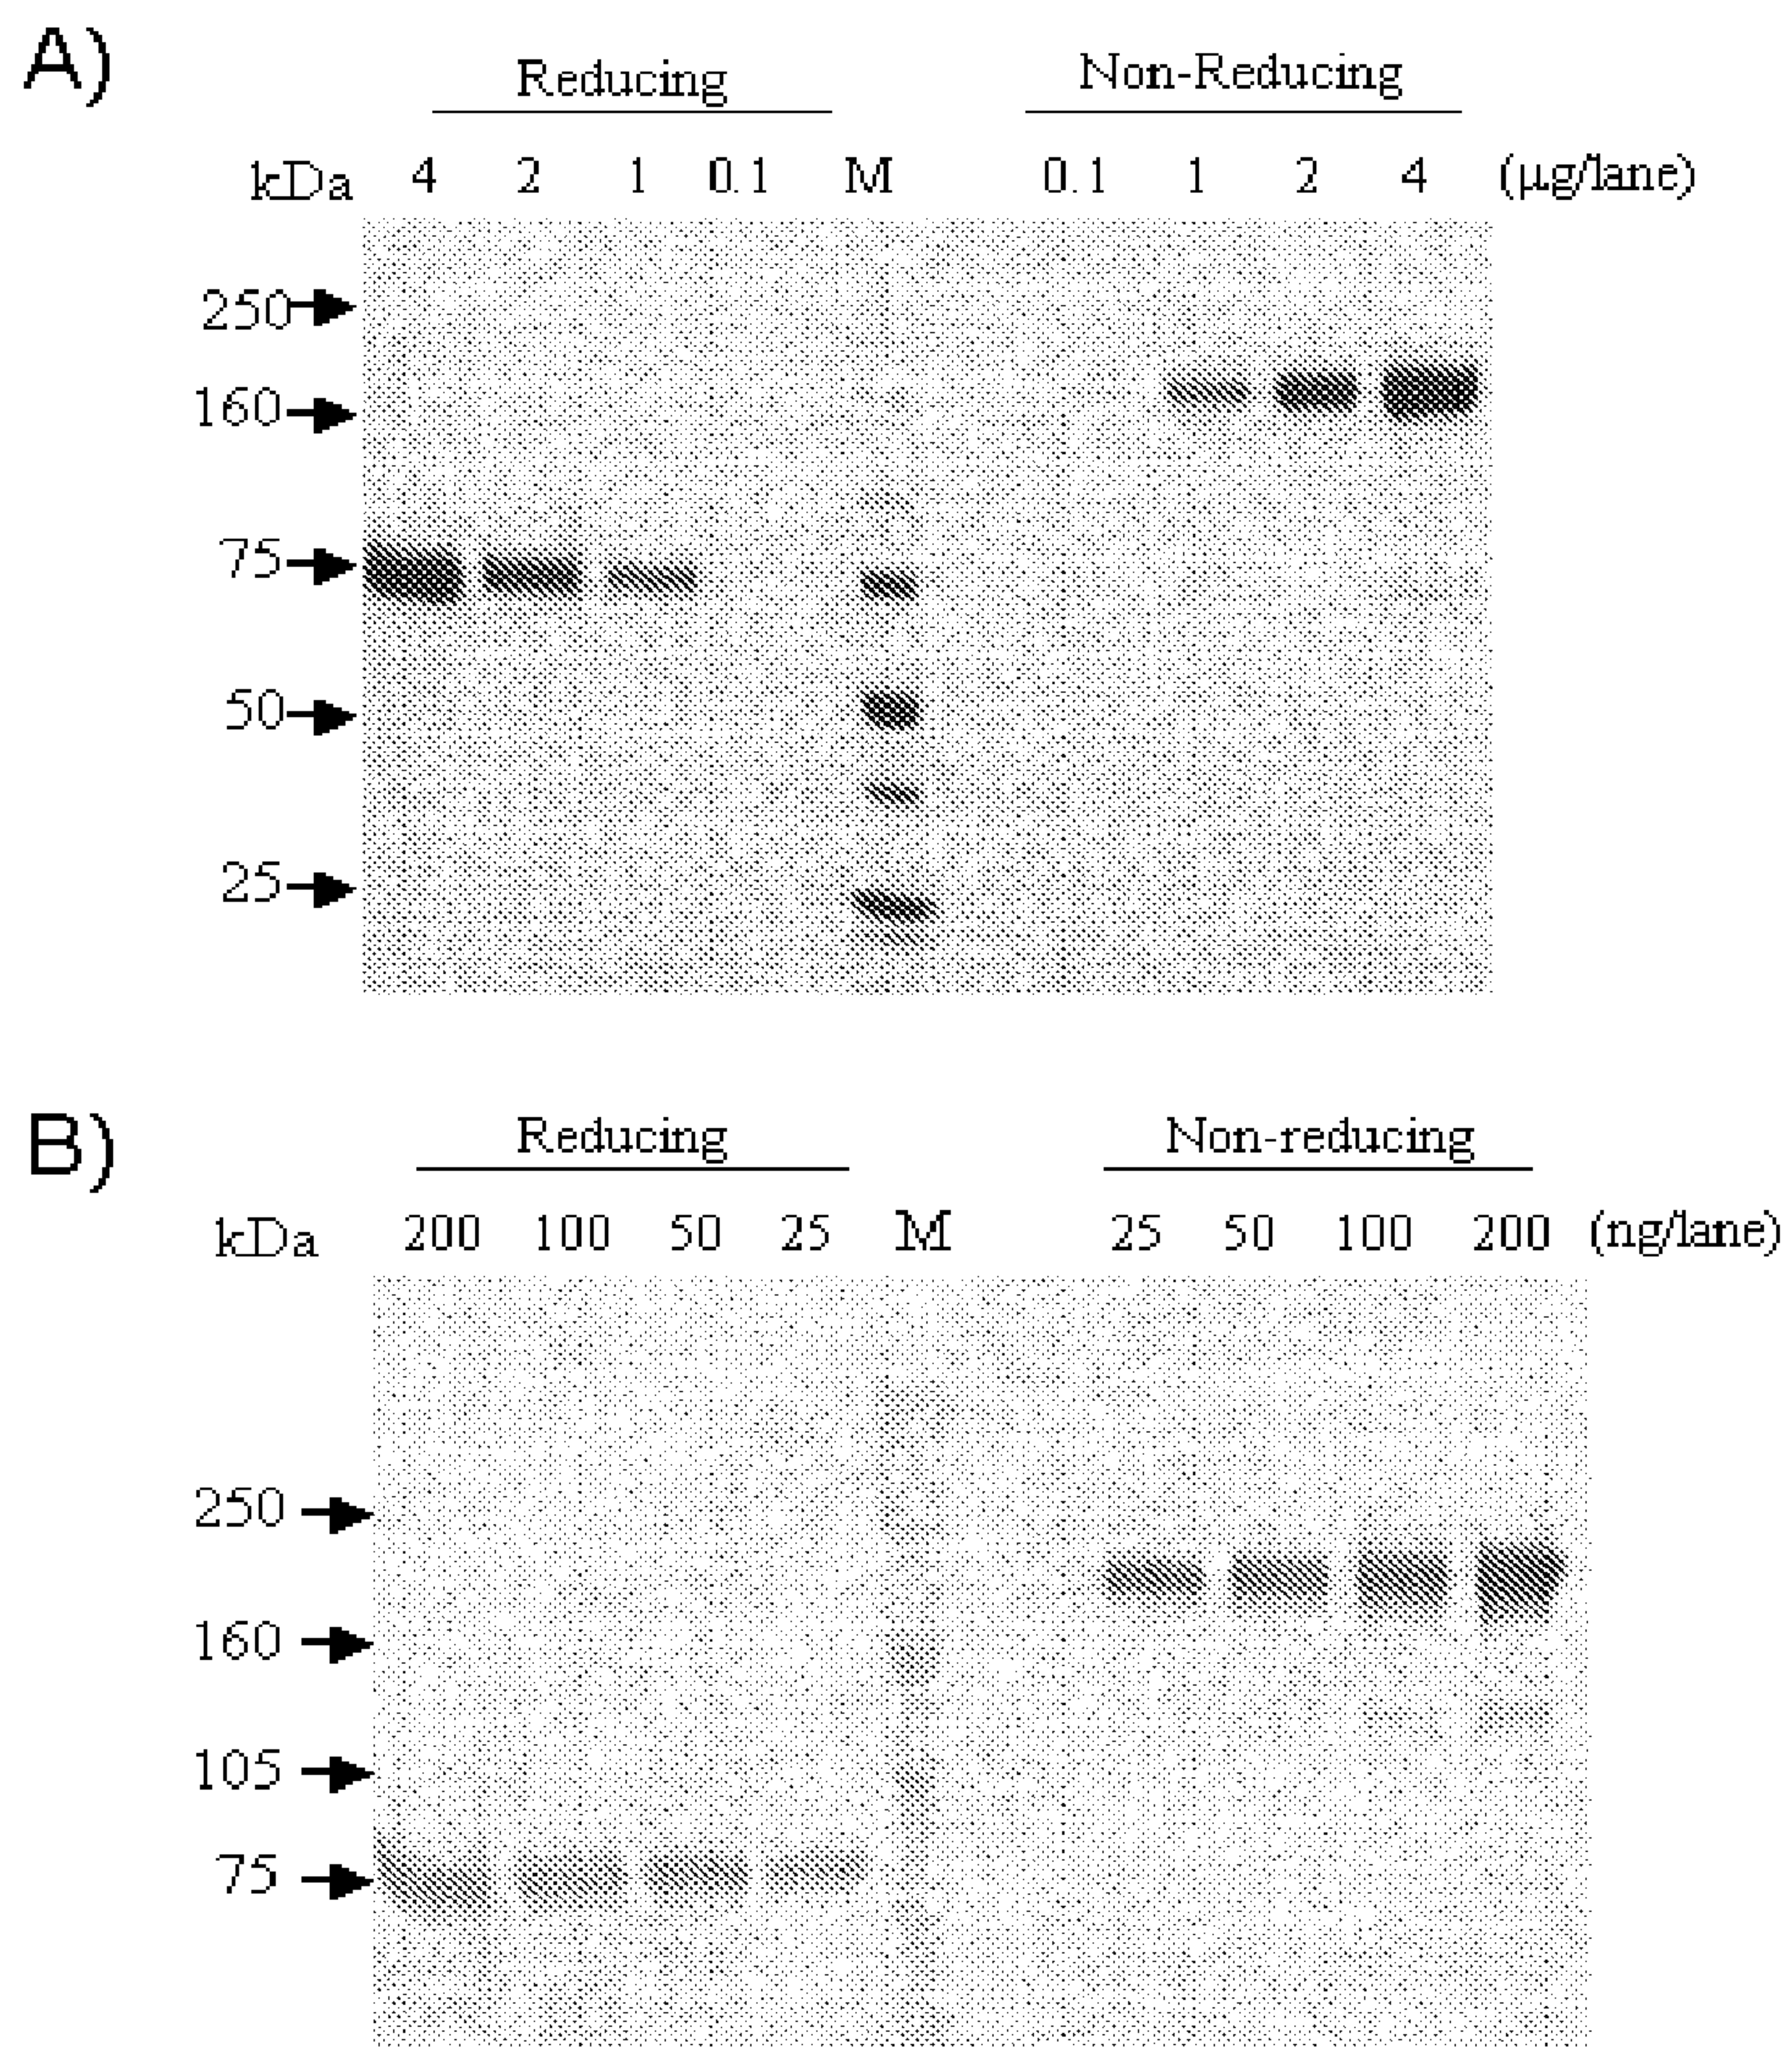 A)
Reducing Non-Reducing
kDa 4 2 1 0.1 M 0.1 1 2 4 (μg/lane)
250
160
75
50
25
B)
Reducing Non-reducing
kDa 200 100 50 25 M 25 50 100 200 (ng/lane)
250
160
105
75